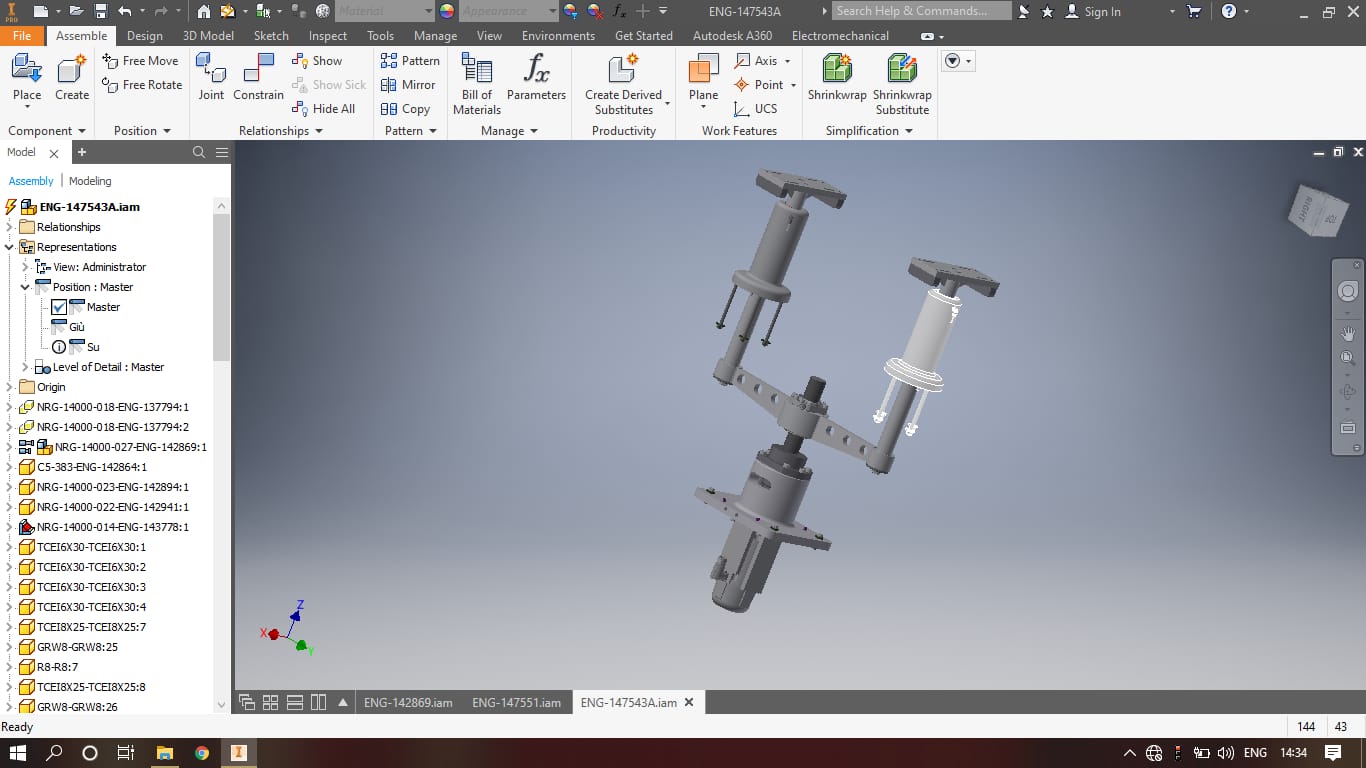 I
PRO
Material
Appearance
fx
ENG-147543A
Search Help & Commands...
Sign In
?
File
Assemble
Design
3D Model
Sketch
Inspect
Tools
Manage
View
Environments
Get Started
Autodesk A360
Electromechanical
Place
Create
Free Move
Free Rotate
Joint
Constrain
Show
Show Sick
Hide All
Pattern
Mirror
Copy
Bill of
Materials
fx
Parameters
Create Derived
Substitutes
Plane
Axis
Point
UCS
Shrinkwrap
Shrinkwrap
Substitute
Component
Position
Relationships
Pattern
Manage
Productivity
Work Features
Simplification
Model
Assembly
Modeling
ENG-147543A.iam
Relationships
Representations
View: Administrator
Position : Master
Master
Giù
Su
Level of Detail : Master
Origin
NRG-14000-018-ENG-137794:1
NRG-14000-018-ENG-137794:2
NRG-14000-027-ENG-142869:1
C5-383-ENG-142864:1
NRG-14000-023-ENG-142894:1
NRG-14000-022-ENG-142941:1
NRG-14000-014-ENG-143778:1
TCEI6X30-TCEI6X30:1
TCEI6X30-TCEI6X30:2
TCEI6X30-TCEI6X30:3
TCEI6X30-TCEI6X30:4
TCEI8X25-TCEI8X25:7
GRW8-GRW8:25
R8-R8:7
TCEI8X25-TCEI8X25:8
GRW8-GRW8:26
RIGHT
Z
X
Y
ENG-142869.iam
ENG-147551.iam
ENG-147543A.iam
Ready
144
43
I
ENG
14:34